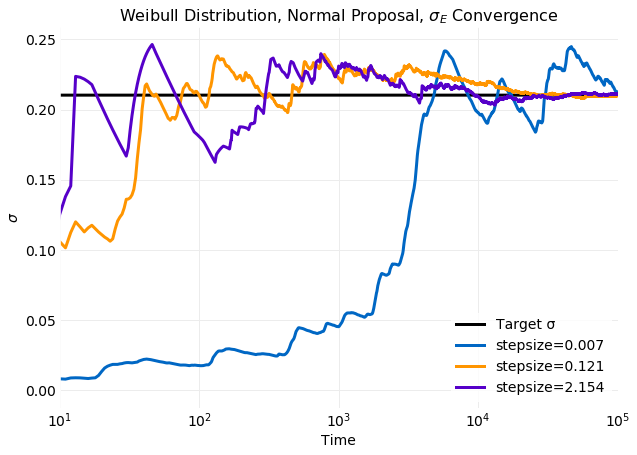 Weibull Distribution, Normal Proposal, σE Convergence
0.25
0.20
0.15
0.10
0.05
0.00
σ
Target σ
stepsize=0.007
stepsize=0.121
stepsize=2.154
10¹ 10² 10³ 10⁴ 10⁵
Time